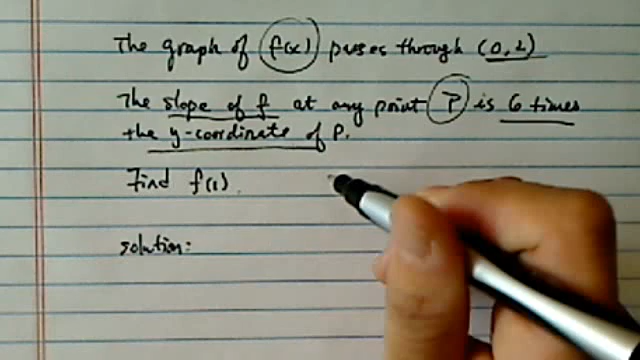 The graph of f(x) passes through (0,2)
The slope of f at any point P is 6 times
the y-coordinate of P.
Find f(1).
solution: